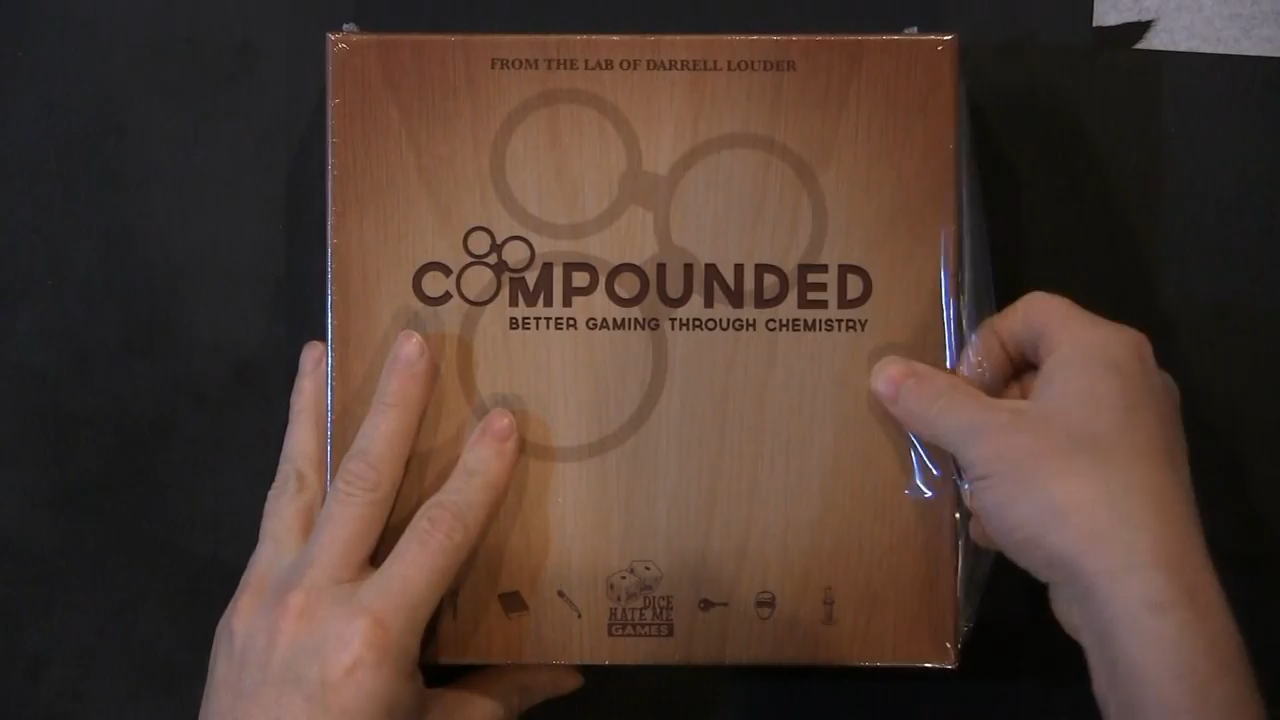 FROM THE LAB OF DARRELL LOUDER
COMPOUNDED
BETTER GAMING THROUGH CHEMISTRY
DICE
HATE ME
GAMES